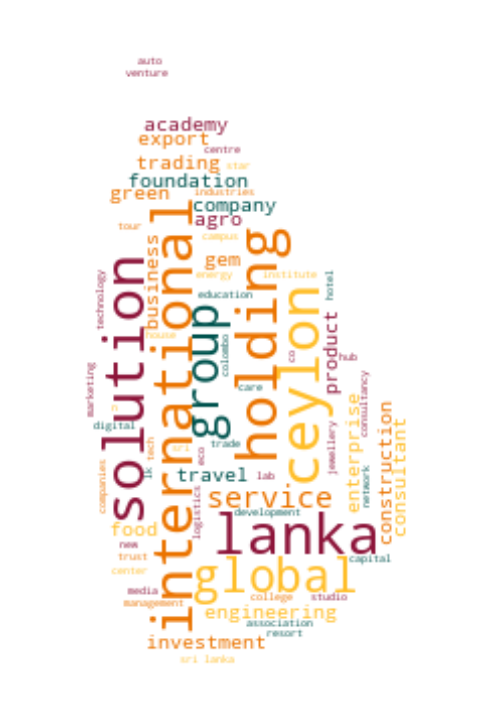 auto
venture
academy
export
centre
trading
star
foundation
green
industries
company
agro
tour
campus
business
international
gem
holding
energy
institute
education
technology
solution
hotel
group
ceylon
house
colombo
product
co
hub
marketing
care
consultancy
n
digital
enterprise
construction
consultant
tech
sri
trade
jewellery
eco
lk
travel
lab
network
companies
service
logistics
development
lanka
food
new
trust
capital
center
global
media
management
college
studio
engineering
association
resort
investment
sri lanka